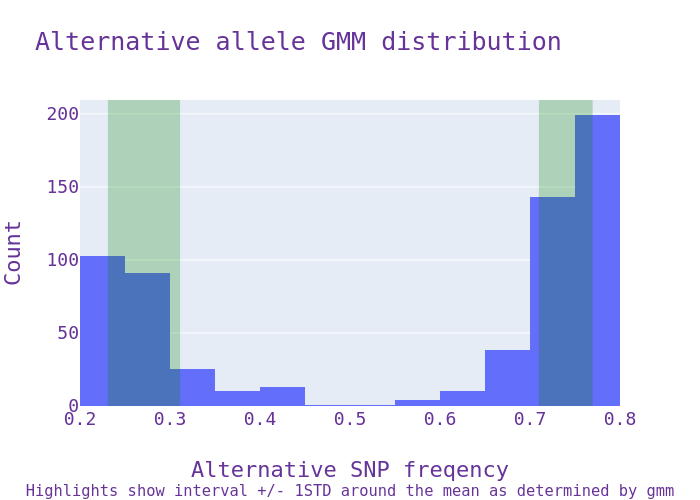 Alternative allele GMM distribution
200
150
100
50
0
Count
0.2 0.3 0.4 0.5 0.6 0.7 0.8
Alternative SNP freqency
Highlights show interval +/- 1STD around the mean as determined by gmm